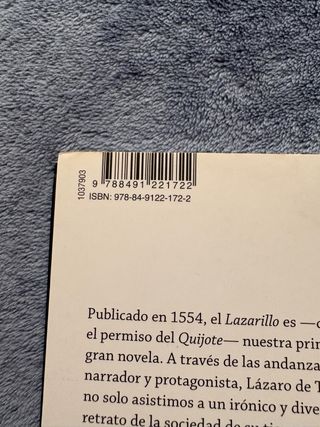 1037903
9 788491 221722
ISBN: 978-84-9122-172-2
Publicado en 1554, el Lazarillo es —
el permiso del Quijote— nuestra
gran novela. A través de las
narrador y protagonista, Lázaro de
no solo asistimos a un irónico y
retrato de la sociedad de su